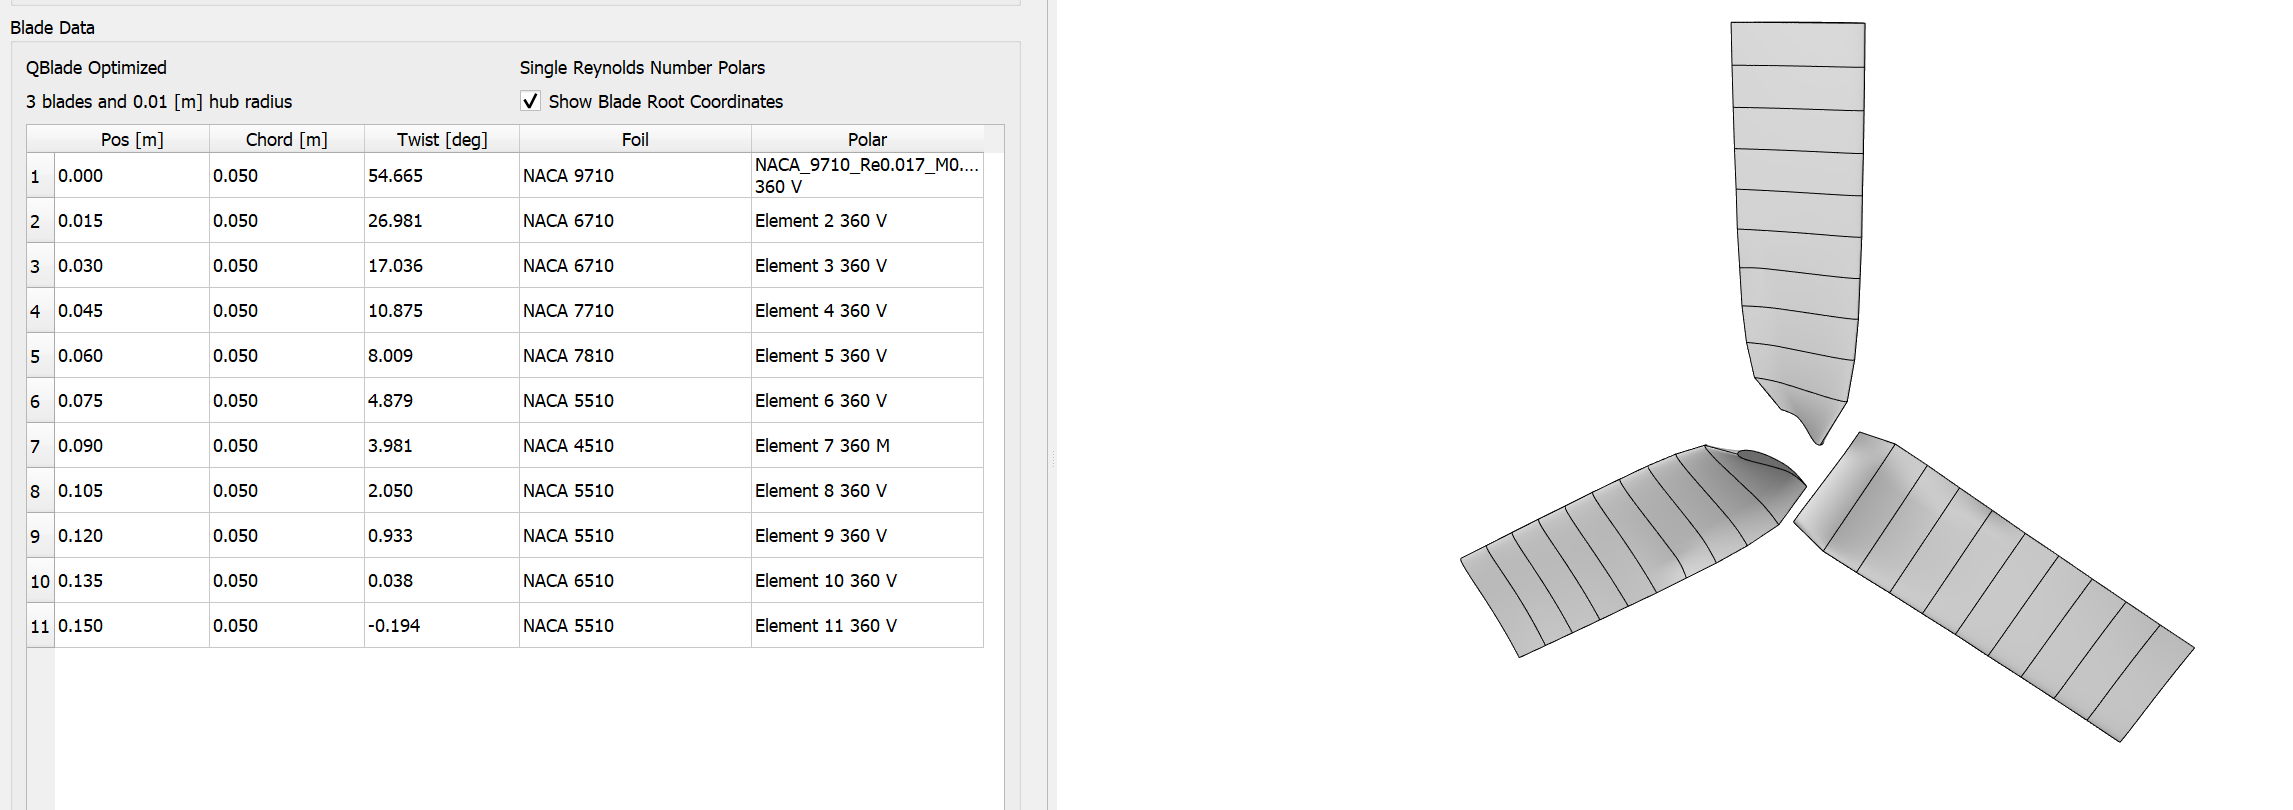 Blade Data
QBlade Optimized Single Reynolds Number Polars
3 blades and 0.01 [m] hub radius Show Blade Root Coordinates
Pos [m] Chord [m] Twist [deg] Foil Polar
1 0.000 0.050 54.665 NACA 9710 NACA_9710_Re0.017_M0.... 360 V
2 0.015 0.050 26.981 NACA 6710 Element 2 360 V
3 0.030 0.050 17.036 NACA 6710 Element 3 360 V
4 0.045 0.050 10.875 NACA 7710 Element 4 360 V
5 0.060 0.050 8.009 NACA 7810 Element 5 360 V
6 0.075 0.050 4.879 NACA 5510 Element 6 360 V
7 0.090 0.050 3.981 NACA 4510 Element 7 360 M
8 0.105 0.050 2.050 NACA 5510 Element 8 360 V
9 0.120 0.050 0.933 NACA 5510 Element 9 360 V
10 0.135 0.050 0.038 NACA 6510 Element 10 360 V
11 0.150 0.050 -0.194 NACA 5510 Element 11 360 V